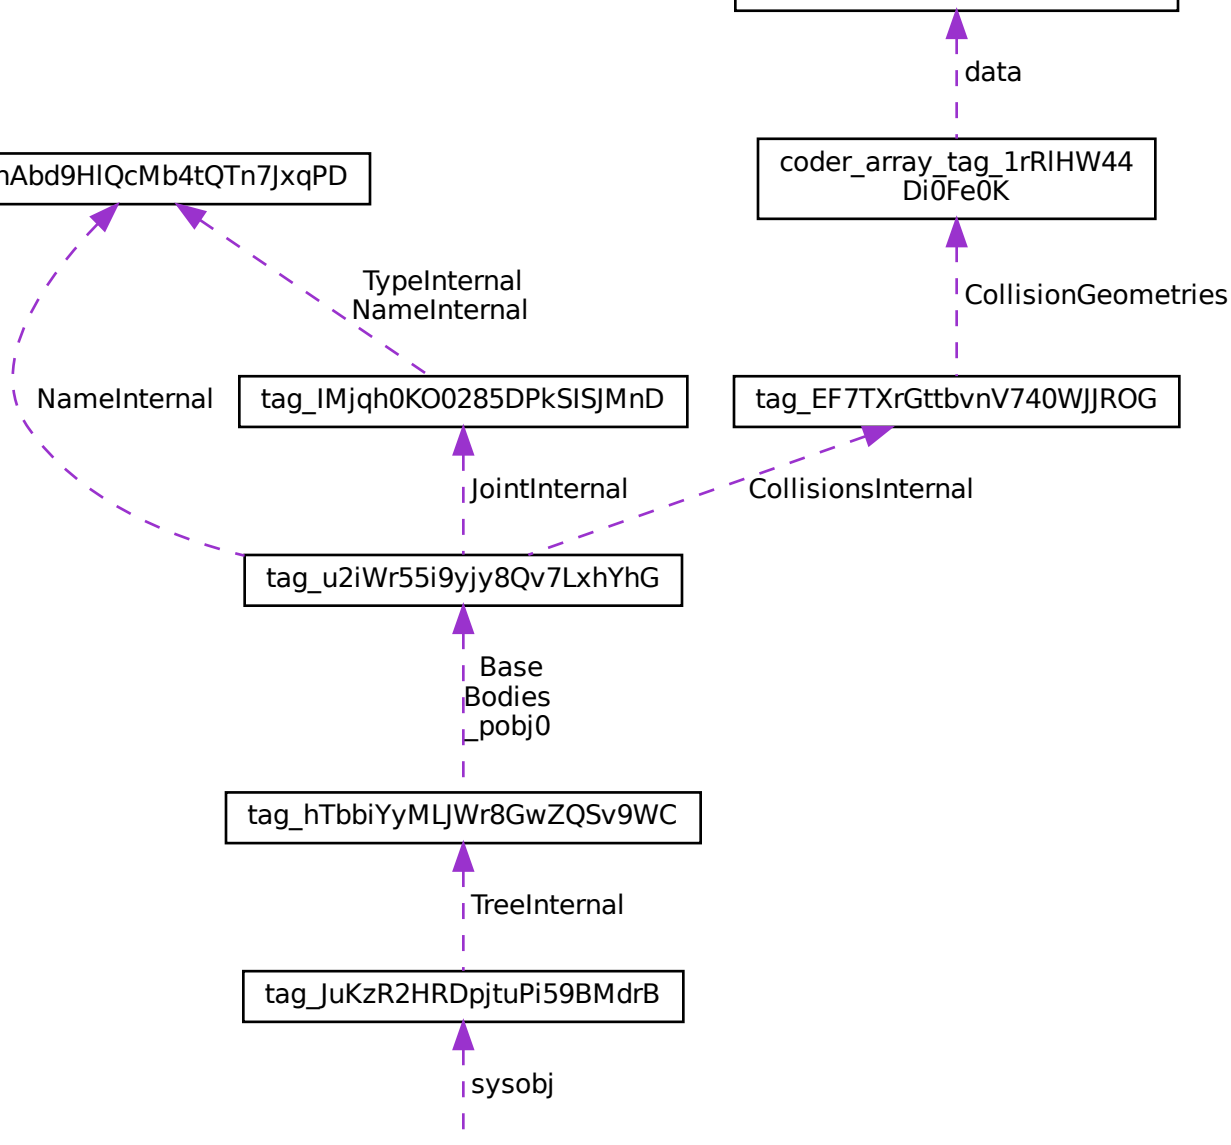 data
coder_array_tag_1rRlHW44
Di0Fe0K
CollisionGeometries
TypeInternal
NameInternal
NameInternal
tag_IMjqh0KO0285DPkSISJMnD
tag_EF7TXrGttbvnV740WJJROG
JointInternal
CollisionsInternal
tag_u2iWr55i9yjy8Qv7LxhYhG
Base
Bodies
_pobj0
tag_hTbbiYyMLJWr8GwZQSv9WC
TreeInternal
tag_JuKzR2HRDpjtuPi59BMdrB
sysobj